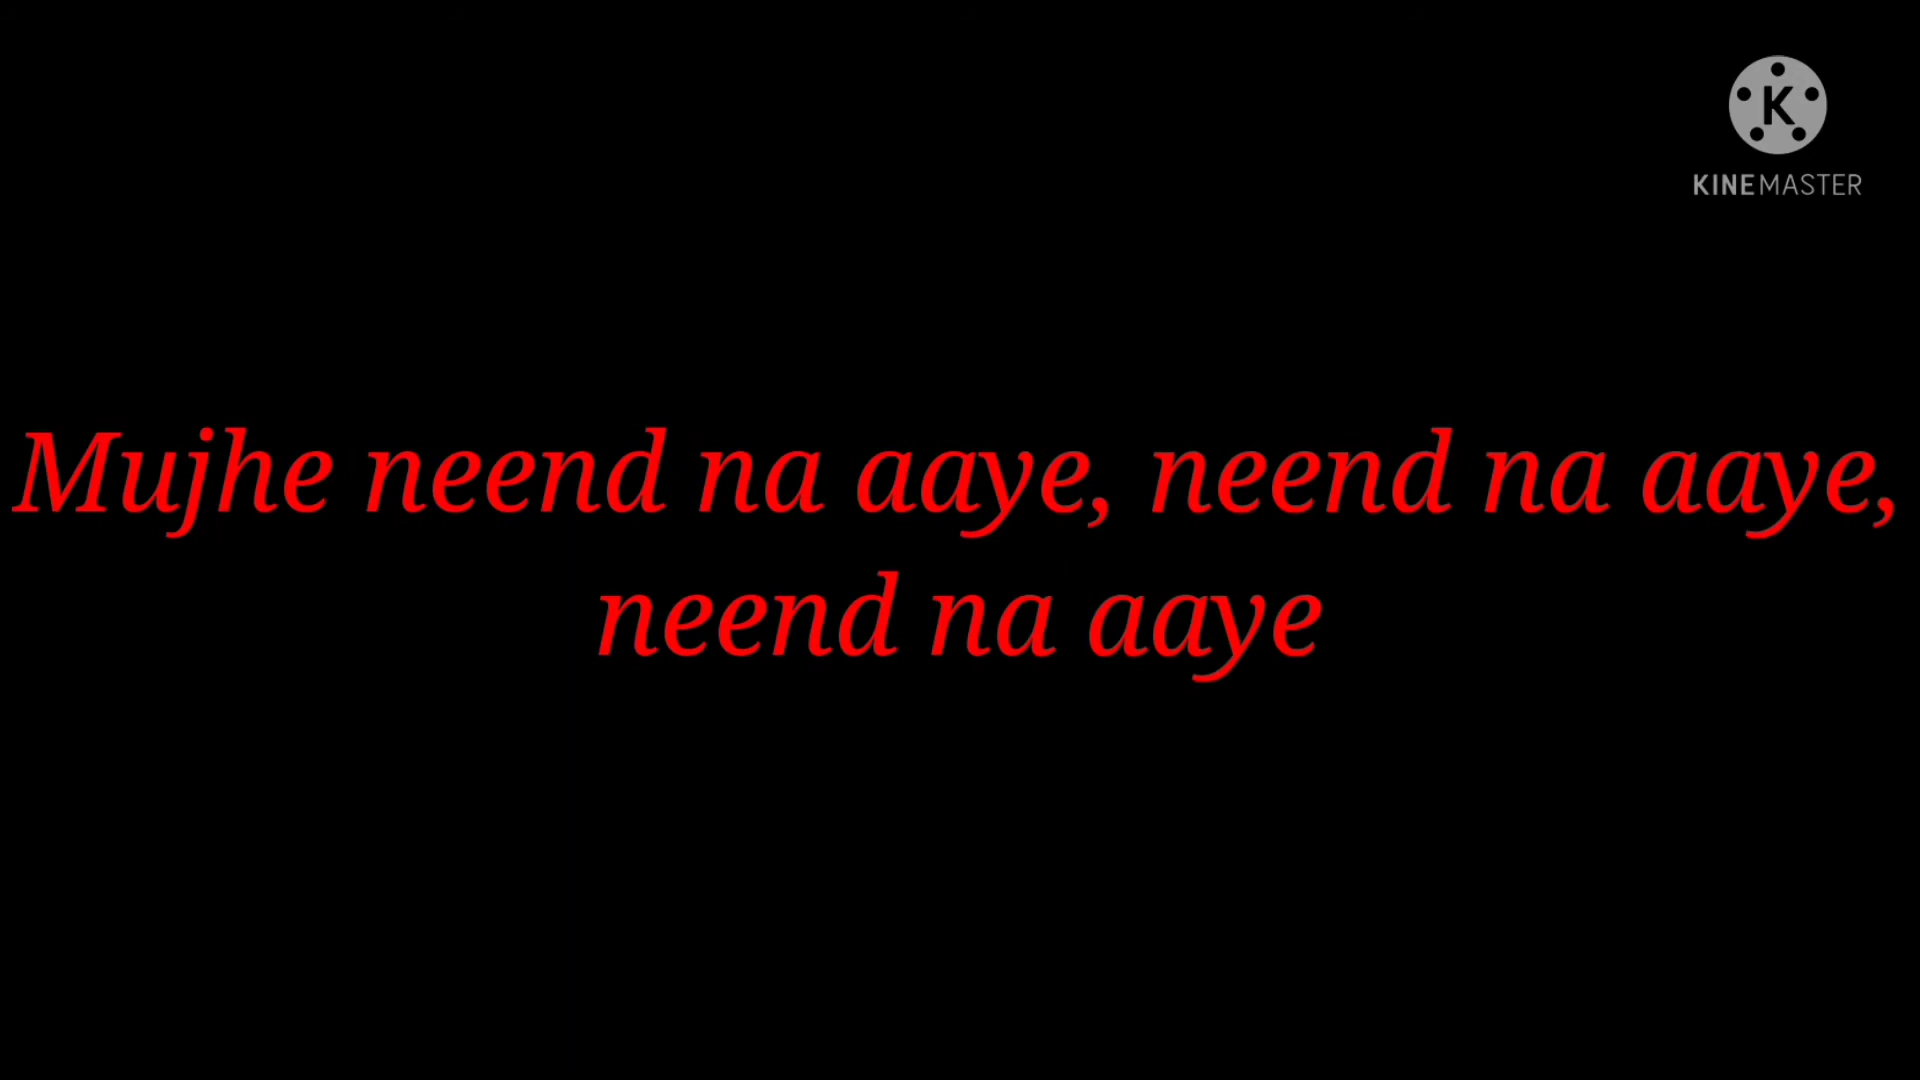 K
KINEMASTER
Mujhe neend na aaye, neend na aaye,
neend na aaye